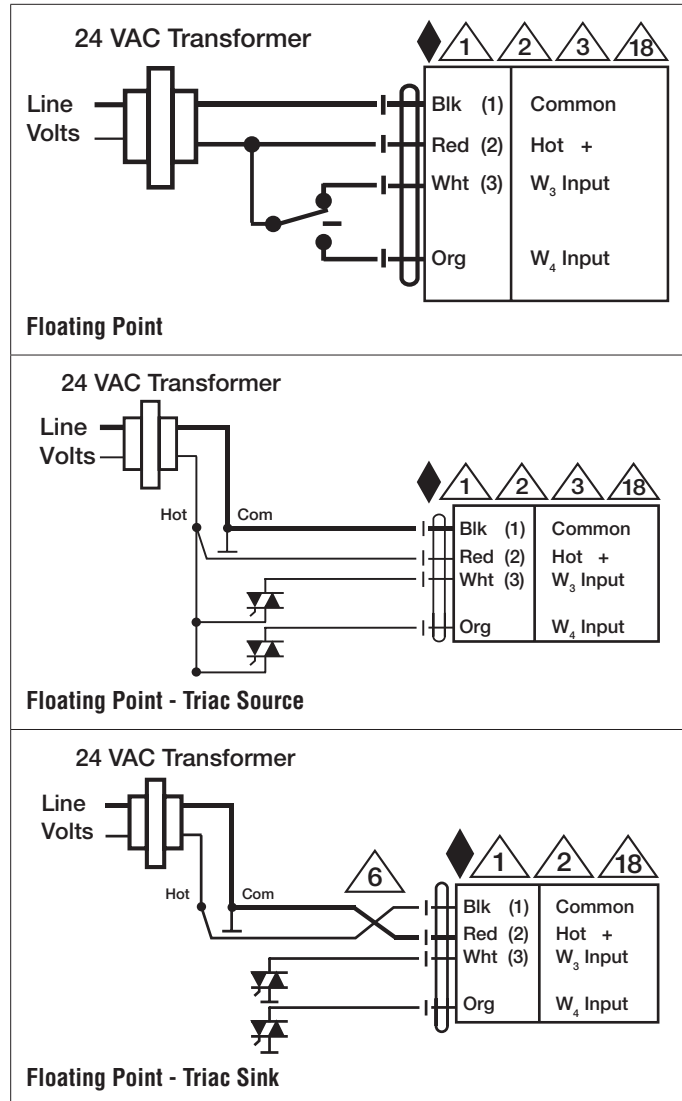 24 VAC Transformer
1 2 3 18
Line
Volts
Blk (1) Common
Red (2) Hot +
Wht (3) W₃ Input
Org W₄ Input
Floating Point
24 VAC Transformer
Line
Volts
1 2 3 18
Hot Com
Blk (1) Common
Red (2) Hot +
Wht (3) W₃ Input
Org W₄ Input
Floating Point - Triac Source
24 VAC Transformer
Line
Volts
6 1 2 18
Hot Com
Blk (1) Common
Red (2) Hot +
Wht (3) W₃ Input
Org W₄ Input
Floating Point - Triac Sink